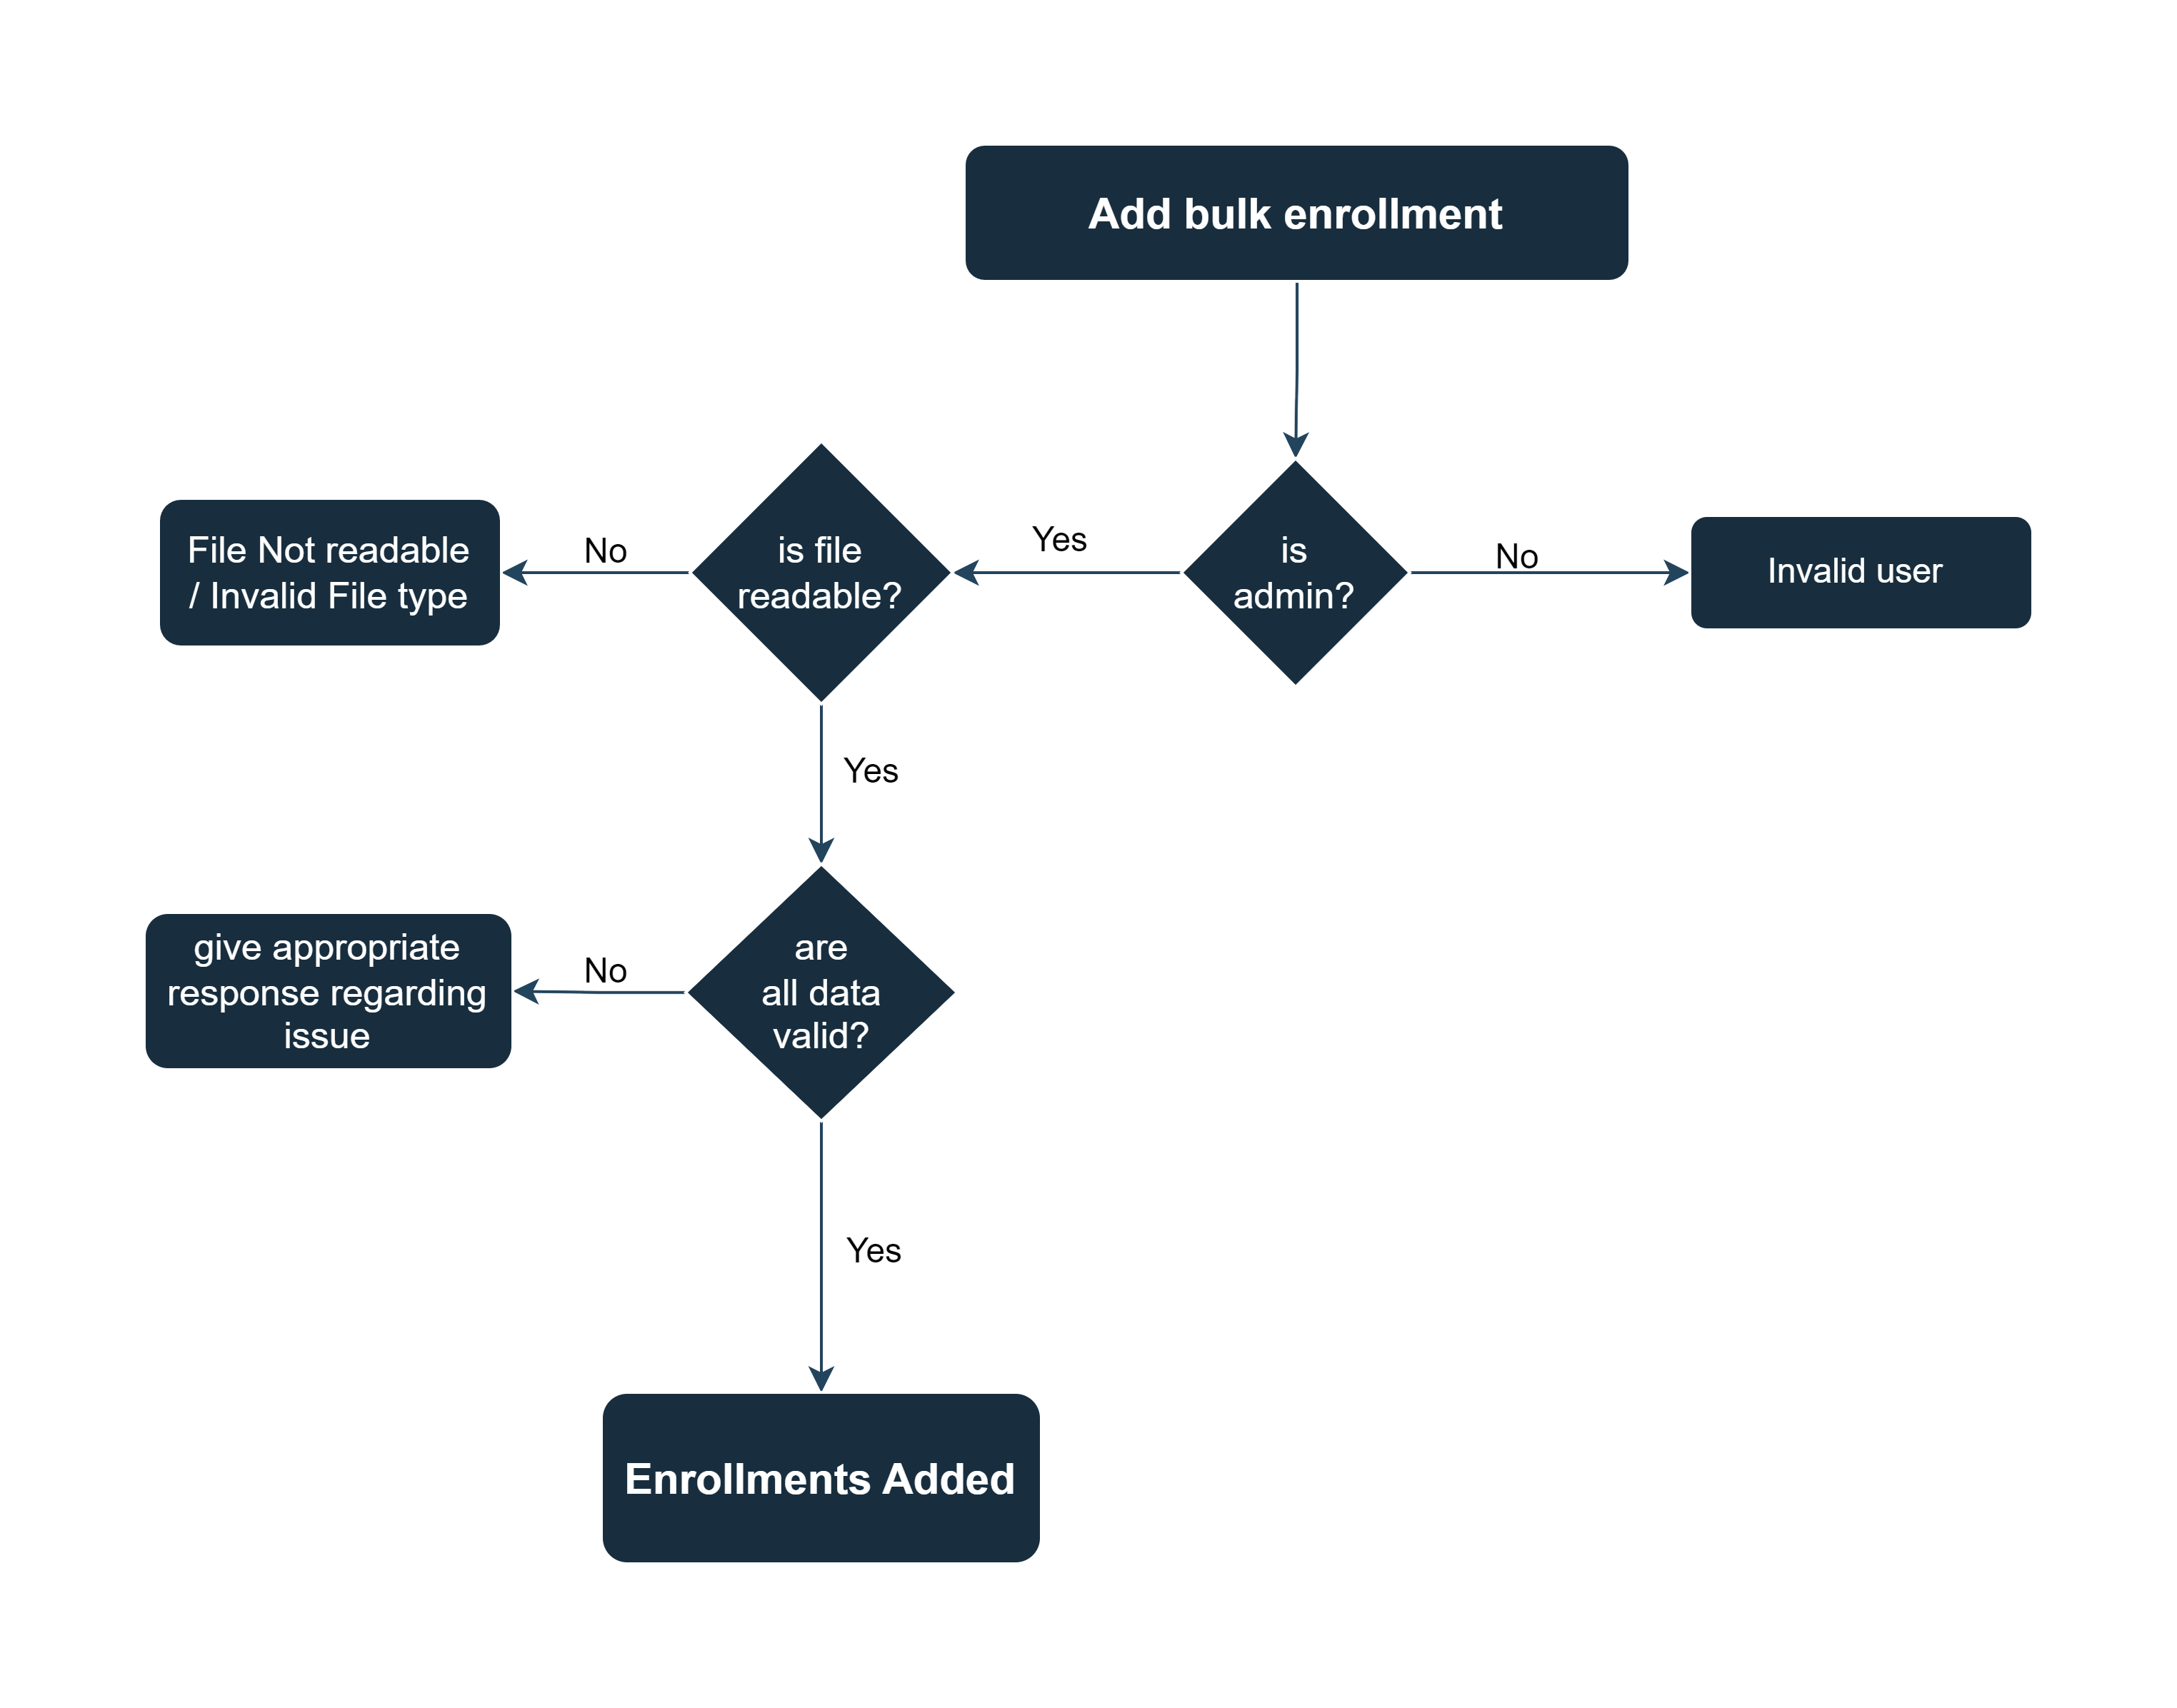 Add bulk enrollment
File Not readable
/ Invalid File type
No
is file
readable?
Yes
is
admin?
No
Invalid user
Yes
give appropriate
response regarding
issue
No
are
all data
valid?
Yes
Enrollments Added